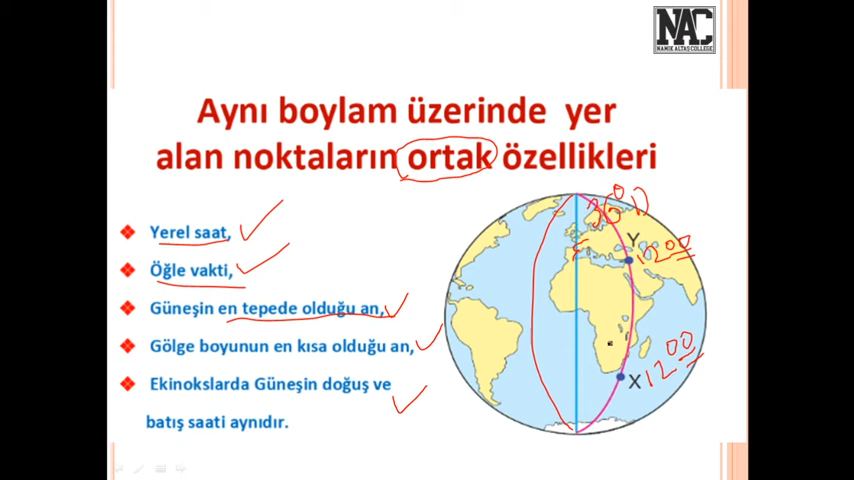 NAC
NAMIK ALTAŞ COLLEGE
Aynı boylam üzerinde yer
alan noktaların ortak özellikleri
Yerel saat,
Öğle vakti,
Güneşin en tepede olduğu an,
Gölge boyunun en kısa olduğu an,
Ekinokslarda Güneşin doğuş ve
batış saati aynıdır.
36° D
Y
12 00
X
12 00